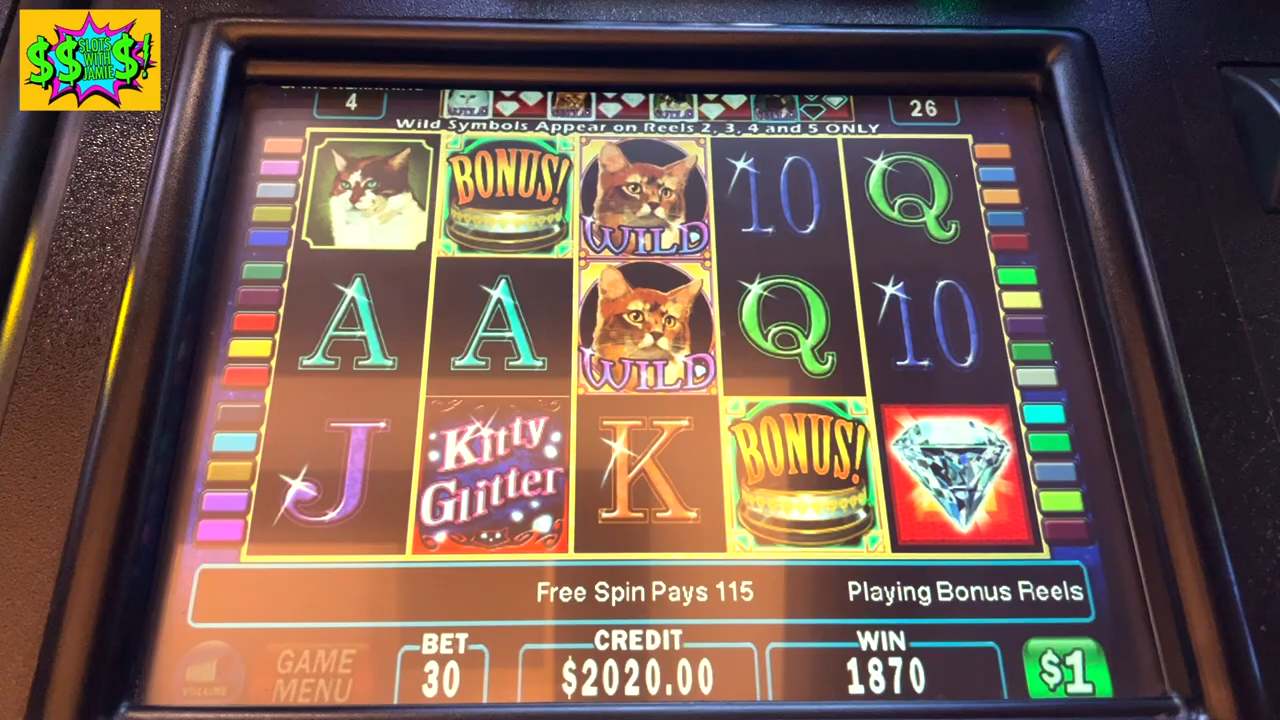 $$ SLOTS WITH JAMIE $!
4
26
Wild Symbols Appear on Reels 2, 3, 4 and 5 ONLY
BONUS!
WILD
10
Q
A
A
WILD
Q
10
J
Kitty Glitter
K
BONUS!
Free Spin Pays 115
Playing Bonus Reels
VOLUME
GAME MENU
BET
30
CREDIT
$2020.00
WIN
1870
$1